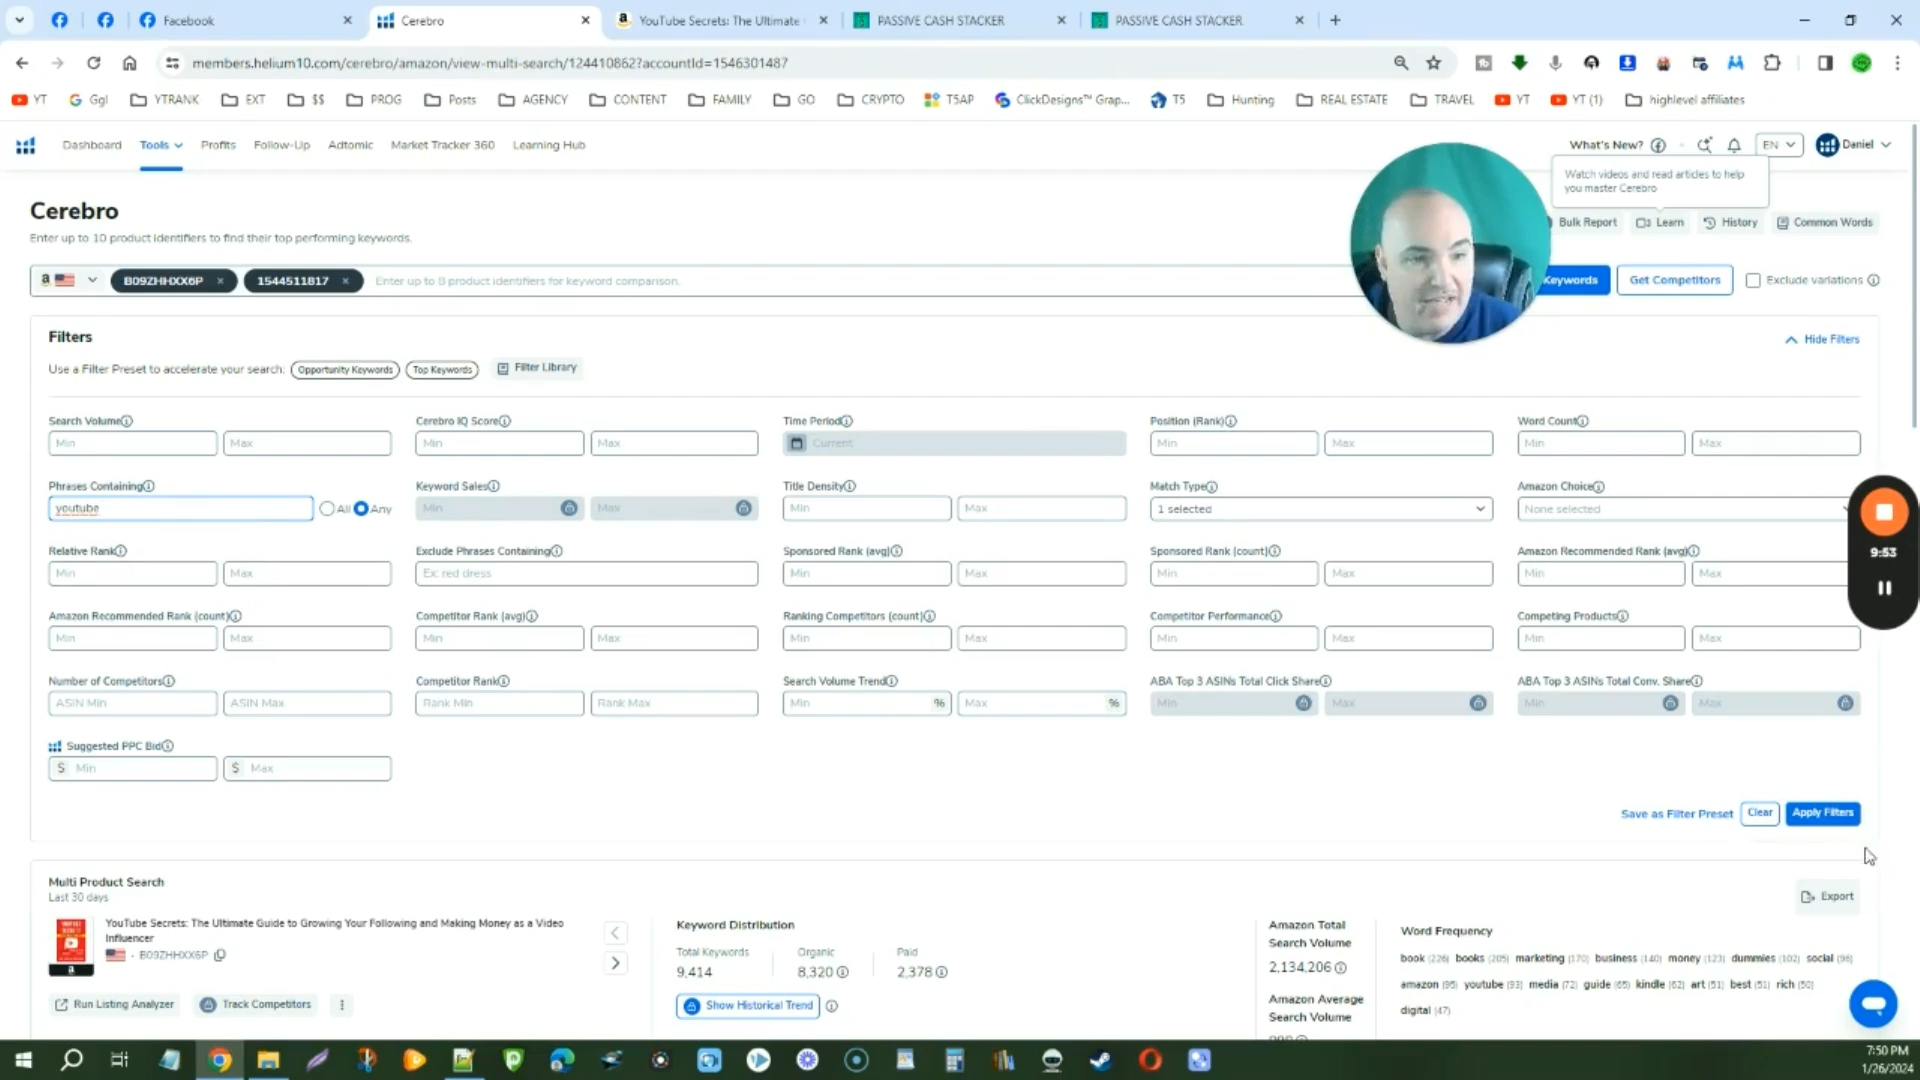 Facebook
Cerebro
YouTube Secrets: The Ultimate
PASSIVE CASH STACKER
PASSIVE CASH STACKER
members.helium10.com/cerebro/amazon/view-multi-search/124410862?accountId=1546301487
YT
Ggl
YTRANK
EXT
$$
PROG
Posts
AGENCY
CONTENT
FAMILY
GO
CRYPTO
T5AP
ClickDesigns™ Grap...
T5
Hunting
REAL ESTATE
TRAVEL
YT
YT (1)
highlevel affiliates
Dashboard
Tools
Profits
Follow-Up
Adtomic
Market Tracker 360
Learning Hub
What's New?
EN
Daniel
Watch videos and read articles to help
you master Cerebro
Cerebro
Bulk Report
Learn
History
Common Words
Enter up to 10 product identifiers to find their top performing keywords.
B09ZHHXX6P ×
1544511817 ×
Enter up to 8 product identifiers for keyword comparison.
Keywords
Get Competitors
Exclude variations
Filters
Hide Filters
Use a Filter Preset to accelerate your search:
Opportunity Keywords
Top Keywords
Filter Library
Search Volume
Cerebro IQ Score
Time Period
Position (Rank)
Word Count
Min Max Min Max Current Min Max Min Max
Phrases Containing
Keyword Sales
Title Density
Match Type
Amazon Choice
youtube All Any Min Max Min Max 1 selected None selected
Relative Rank
Exclude Phrases Containing
Sponsored Rank (avg)
Sponsored Rank (count)
Amazon Recommended Rank (avg)
Min Max Ex: red dress Min Max Min Max Min Max
9:53
Amazon Recommended Rank (count)
Competitor Rank (avg)
Ranking Competitors (count)
Competitor Performance
Competing Products
Min Max Min Max Min Max Min Max Min Max
Number of Competitors
Competitor Rank
Search Volume Trend
ABA Top 3 ASINs Total Click Share
ABA Top 3 ASINs Total Conv. Share
ASIN Min ASIN Max Rank Min Rank Max Min % Max % Min Max Min Max
Suggested PPC Bid
$ Min $ Max
Save as Filter Preset
Clear
Apply Filters
Multi Product Search
Last 30 days
Export
YouTube Secrets: The Ultimate Guide to Growing Your Following and Making Money as a Video
Influencer
B09ZHHXX6P
Run Listing Analyzer
Track Competitors
Keyword Distribution
Total Keywords
9,414
Organic
8,320
Paid
2,378
Show Historical Trend
Amazon Total
Search Volume
2,134,206
Amazon Average
Search Volume
Word Frequency
book (226) books (205) marketing (170) business (140) money (123) dummies (102) social (96)
amazon (95) youtube (93) media (72) guide (65) kindle (62) art (51) best (51) rich (50)
digital (47)
7:50 PM
1/26/2024